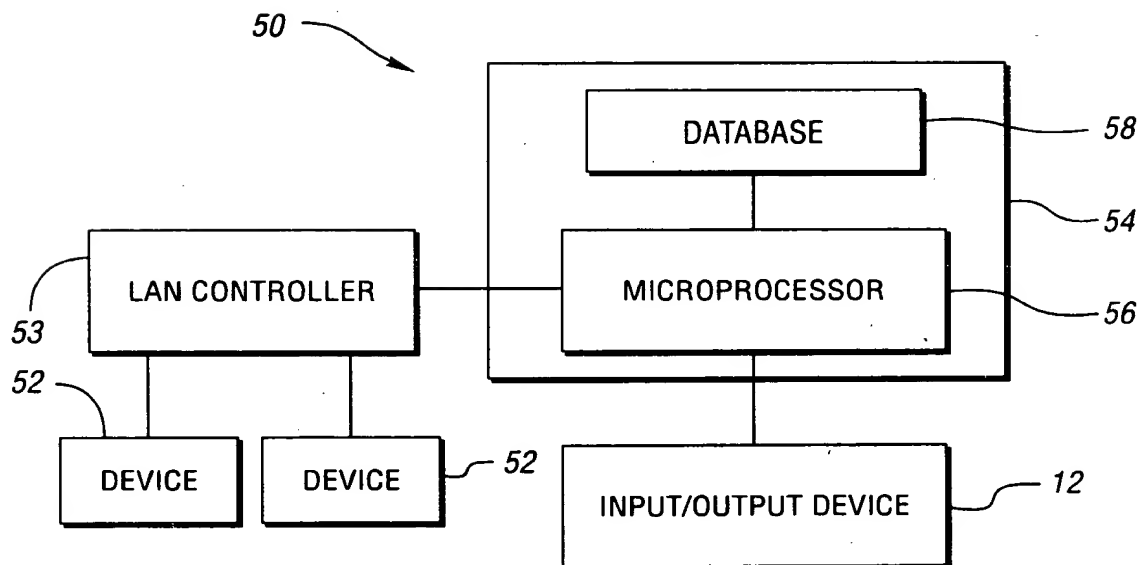 50
DATABASE
58
54
LAN CONTROLLER
MICROPROCESSOR
53
56
52
DEVICE
DEVICE
52
INPUT/OUTPUT DEVICE
12